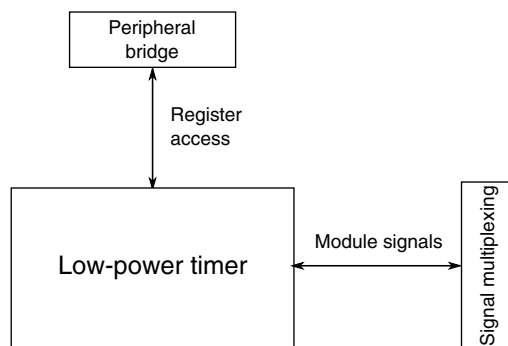 Peripheral
bridge
Register
access
Low-power timer
Module signals
Signal multiplexing